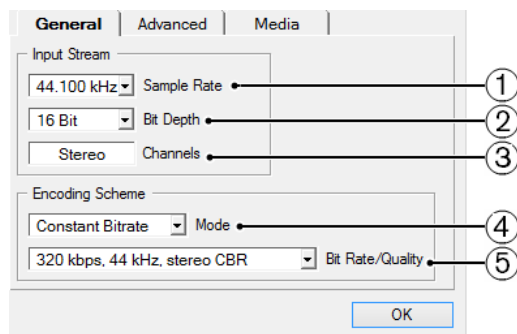 General Advanced Media
Input Stream
44.100 kHz Sample Rate ①
16 Bit Bit Depth ②
Stereo Channels ③
Encoding Scheme
Constant Bitrate Mode ④
320 kbps, 44 kHz, stereo CBR Bit Rate/Quality ⑤
OK